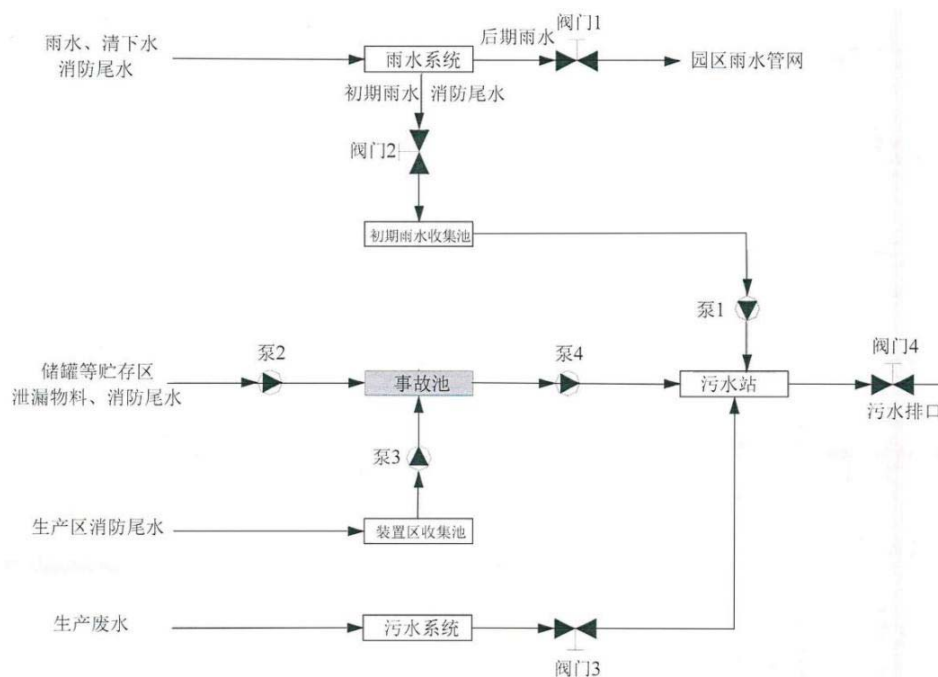 雨水、清下水
消防尾水
雨水系统
后期雨水
阀门1
园区雨水管网
初期雨水
消防尾水
阀门2
初期雨水收集池
泵1
储罐等贮存区
泄漏物料、消防尾水
泵2
事故池
泵4
污水站
阀门4
污水排口
泵3
生产区消防尾水
装置区收集池
生产废水
污水系统
阀门3